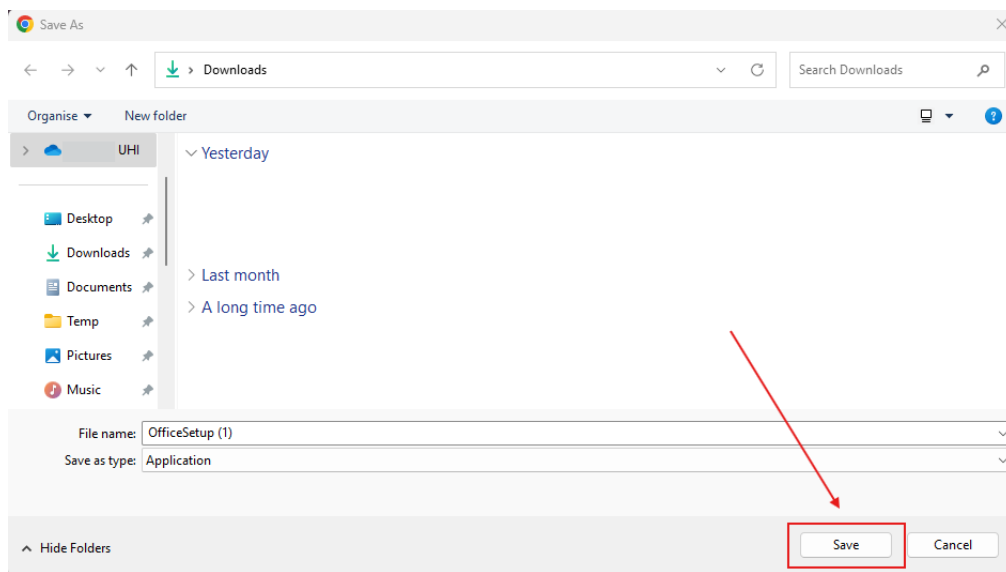 Save As
Downloads
Search Downloads
Organise
New folder
UHI
Yesterday
Desktop
Downloads
Last month
Documents
A long time ago
Temp
Pictures
Music
File name: OfficeSetup (1)
Save as type: Application
Hide Folders
Save
Cancel